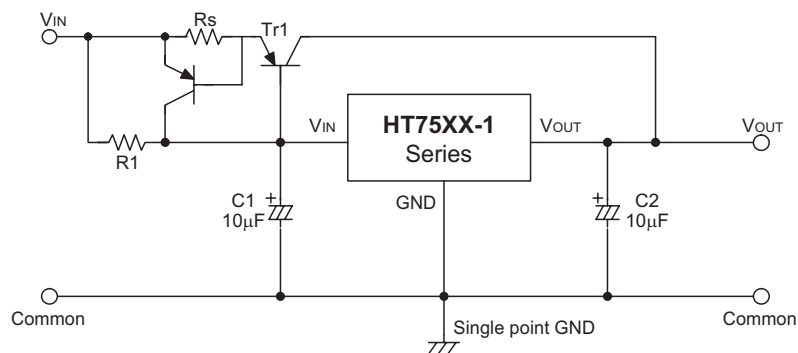 VIN
Rs
Tr1
R1
VIN
HT75XX-1
Series
VOUT
VOUT
GND
C1
10μF
C2
10μF
Common
Single point GND
Common